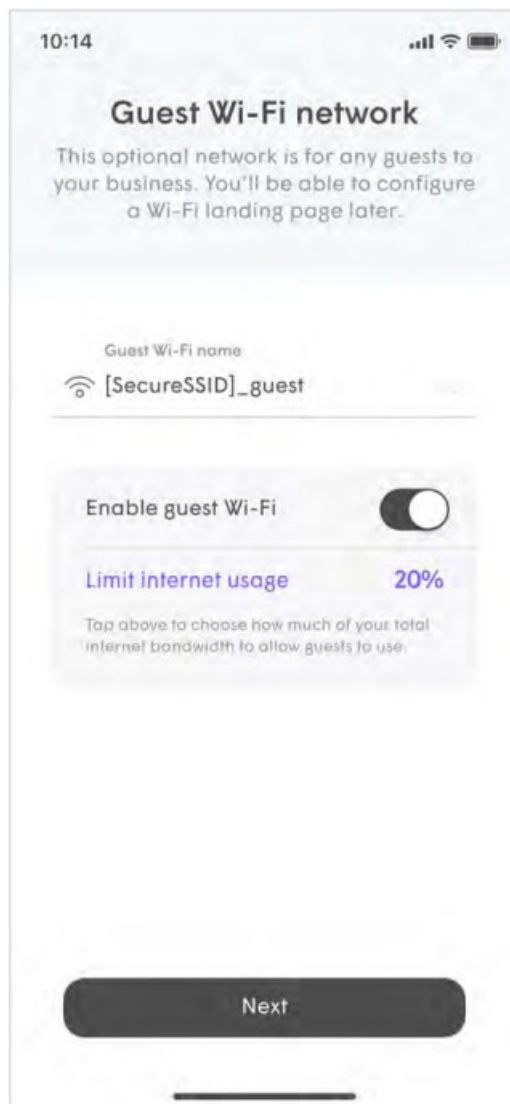 10:14
Guest Wi-Fi network
This optional network is for any guests to
your business. You'll be able to configure
a Wi-Fi landing page later.
Guest Wi-Fi name
[SecureSSID]_guest
Enable guest Wi-Fi
Limit internet usage 20%
Tap above to choose how much of your total
internet bandwidth to allow guests to use.
Next